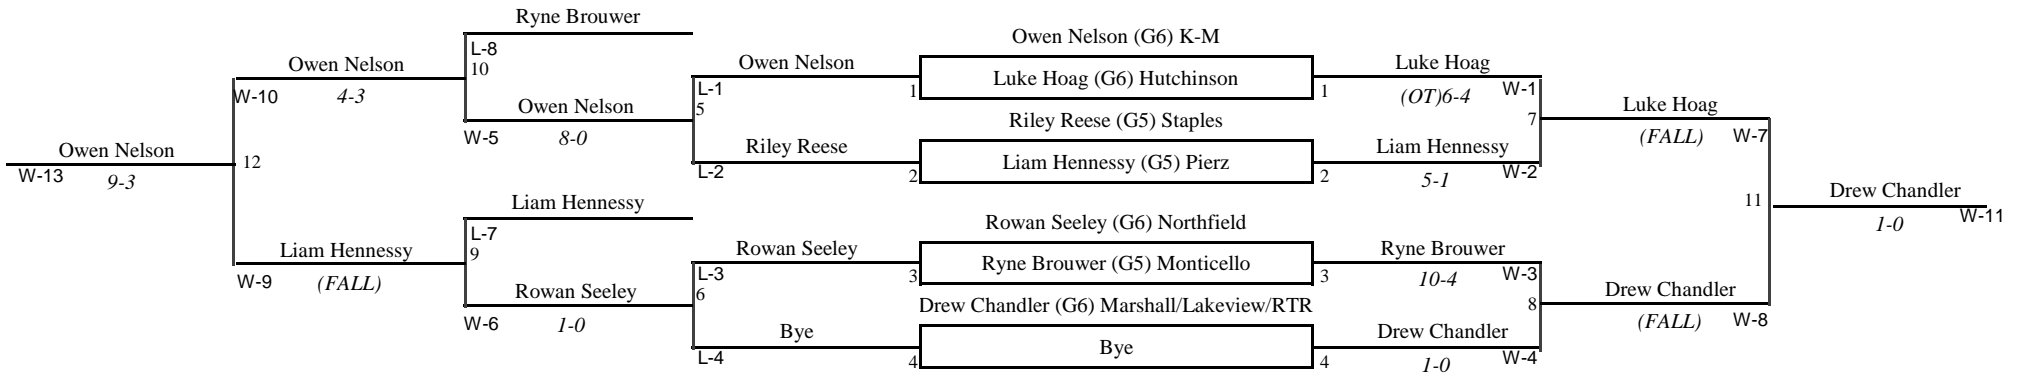 Ryne Brouwer
L-8
10
Owen Nelson
W-10
4-3
Owen Nelson
W-5
8-0
Owen Nelson
W-13
9-3
12
Liam Hennessy
L-7
9
Liam Hennessy
W-9
(FALL)
Rowan Seeley
W-6
1-0
Owen Nelson
L-1
5
1
Riley Reese
L-2
2
Rowan Seeley
L-3
6
3
Bye
L-4
4
Owen Nelson (G6) K-M
Luke Hoag (G6) Hutchinson
Riley Reese (G5) Staples
Liam Hennessy (G5) Pierz
Rowan Seeley (G6) Northfield
Ryne Brouwer (G5) Monticello
Drew Chandler (G6) Marshall/Lakeview/RTR
Bye
Luke Hoag
1
(OT)6-4
W-1
7
Liam Hennessy
2
5-1
W-2
Ryne Brouwer
3
10-4
W-3
8
Drew Chandler
4
1-0
W-4
Luke Hoag
(FALL)
W-7
11
Drew Chandler
(FALL)
W-8
Drew Chandler
1-0
W-11